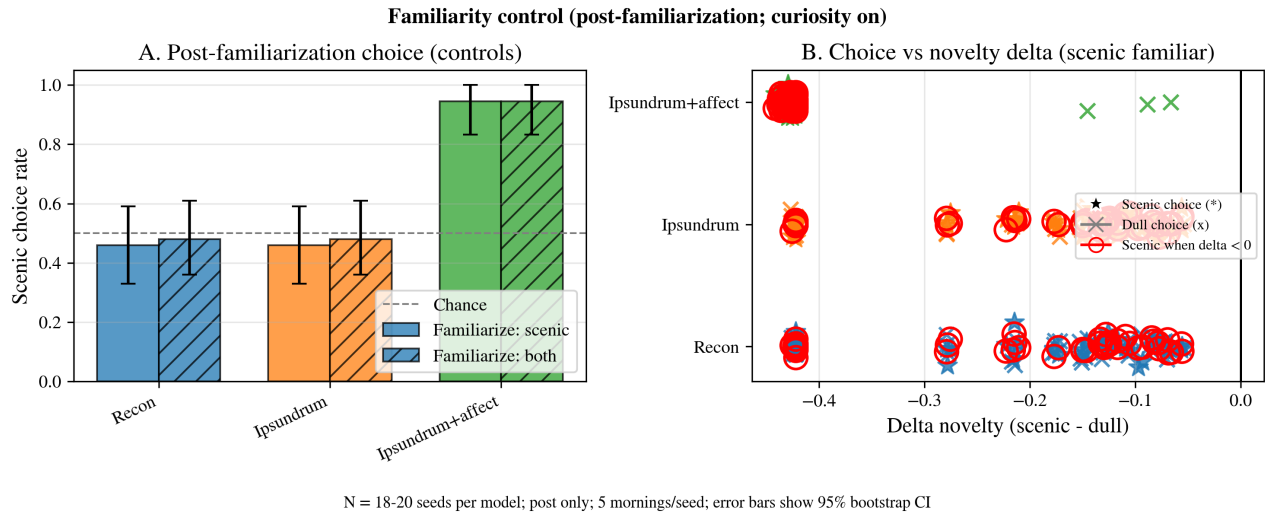 Familiarity control (post-familiarization; curiosity on)
A. Post-familiarization choice (controls)
Scenic choice rate
1.0
0.8
0.6
0.4
0.2
0.0
Chance
Familiarize: scenic
Familiarize: both
Recon
Ipsundrum
Ipsundrum+affect
B. Choice vs novelty delta (scenic familiar)
Ipsundrum+affect
Ipsundrum
Recon
Scenic choice (*)
Dull choice (x)
Scenic when delta < 0
−0.4 −0.3 −0.2 −0.1 0.0
Delta novelty (scenic - dull)
N = 18-20 seeds per model; post only; 5 mornings/seed; error bars show 95% bootstrap CI